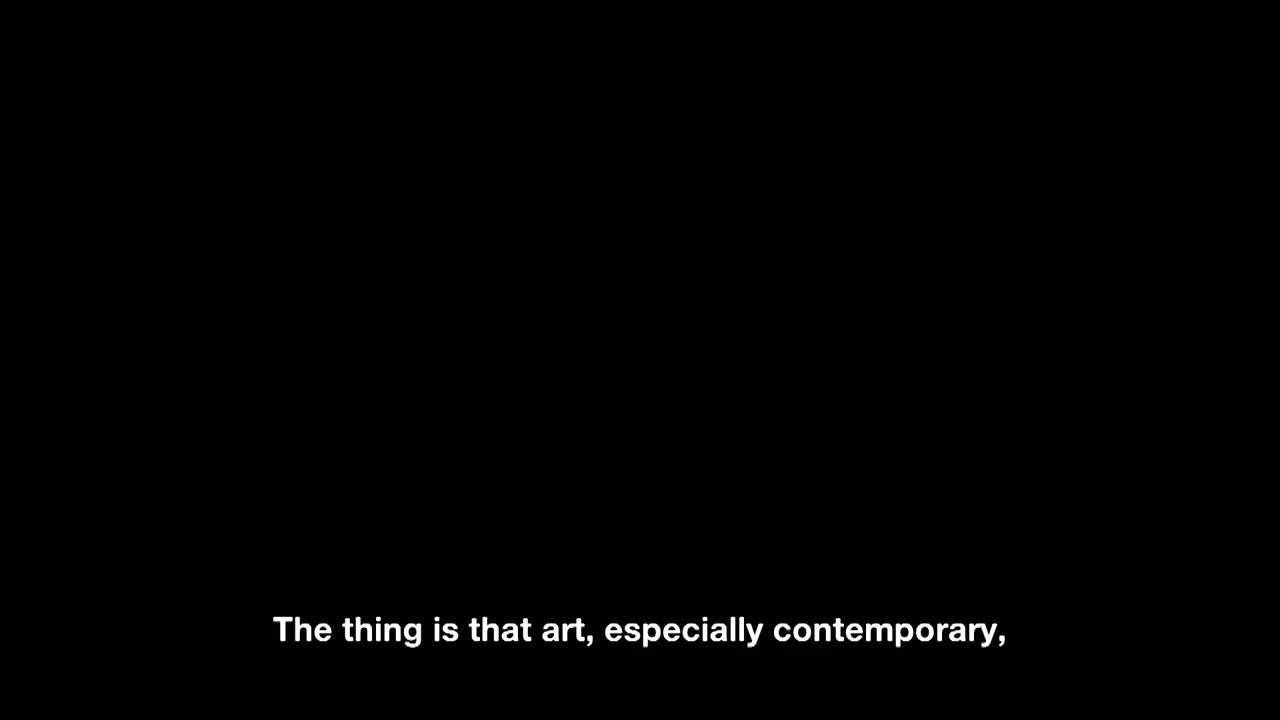 The thing is that art, especially contemporary,